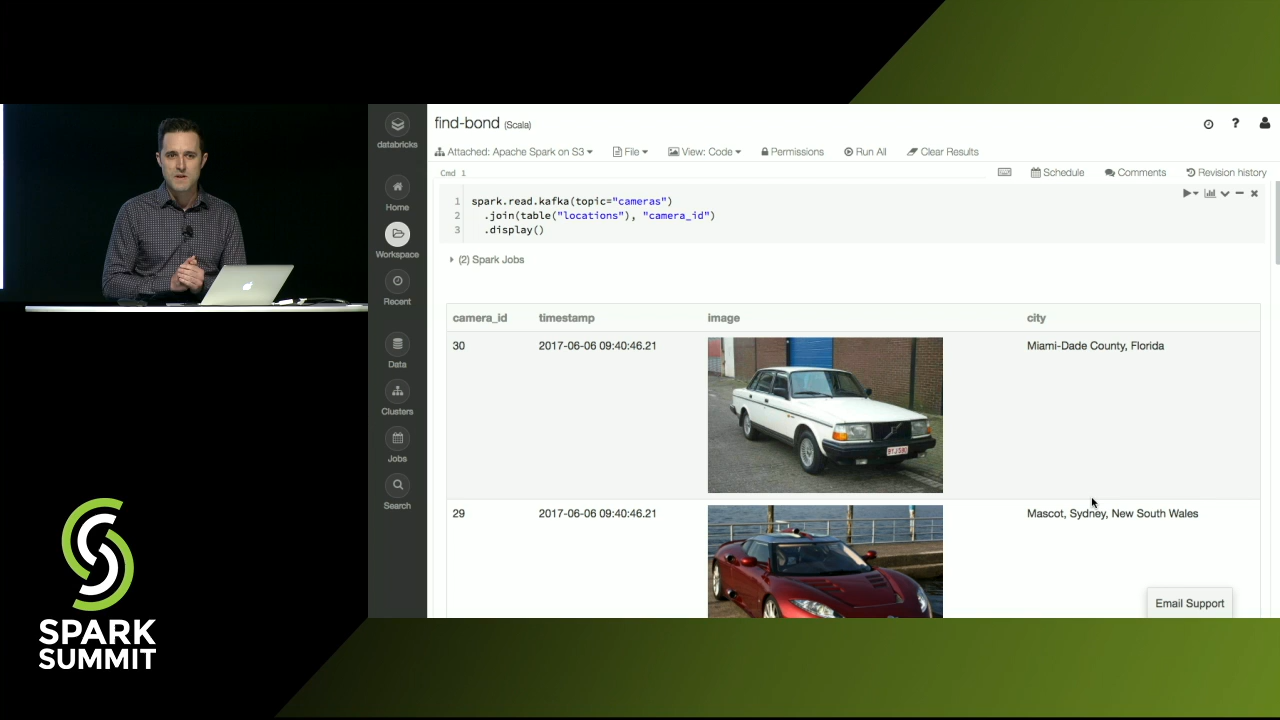 find-bond (Scala)
Attached: Apache Spark on S3 File View: Code Permissions Run All Clear Results
Cmd 1 Schedule Comments Revision history
1 spark.read.kafka(topic="cameras")
2 .join(table("locations"), "camera_id")
3 .display()
(2) Spark Jobs
camera_id timestamp image city
30 2017-06-06 09:40:46.21 Miami-Dade County, Florida
29 2017-06-06 09:40:46.21 Mascot, Sydney, New South Wales
Email Support
databricks
Home
Workspace
Recent
Data
Clusters
Jobs
Search
SPARK
SUMMIT